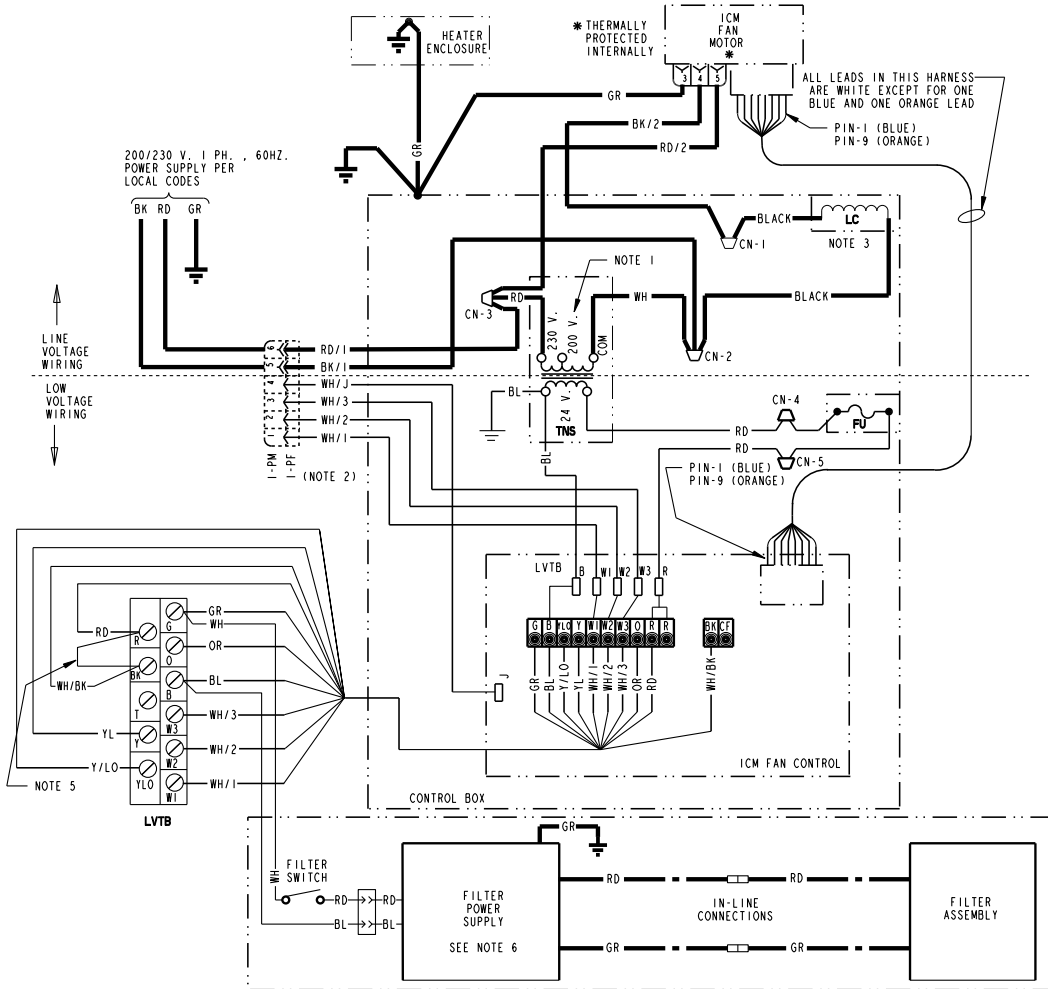 HEATER
ENCLOSURE
* THERMALLY
PROTECTED
INTERNALLY
ICM
FAN
MOTOR
*
3 4 5
ALL LEADS IN THIS HARNESS
ARE WHITE EXCEPT FOR ONE
BLUE AND ONE ORANGE LEAD
PIN-1 (BLUE)
PIN-9 (ORANGE)
GR
BK/2
RD/2
GR
200/230 V. 1 PH. , 60HZ.
POWER SUPPLY PER
LOCAL CODES
BK RD GR
BLACK
LC
NOTE 3
CN-1
NOTE 1
RD
CN-3
WH
BLACK
230 V.
200 V.
COM
CN-2
LINE
VOLTAGE
WIRING
LOW
VOLTAGE
WIRING
6 RD/1
5 BK/1
4 WH/J
3 WH/3
2 WH/2
1 WH/1
1-PM
1-PF
(NOTE 2)
BL
24 V.
TNS
BL
CN-4
RD
FU
RD
CN-5
PIN-1 (BLUE)
PIN-9 (ORANGE)
LVTB
B W1 W2 W3 R
G B YLO Y W1 W2 W3 O R R
BK CF
GR
BL
Y/LO
YL
WH/1
WH/2
WH/3
OR
RD
WH/BK
J
ICM FAN CONTROL
CONTROL BOX
GR
WH
G
RD
R
OR
O
WH/BK
BK
BL
B
T
WH/3
W3
YL
Y
WH/2
W2
Y/LO
YLO
WH/1
W1
NOTE 5
LVTB
WH
FILTER
SWITCH
RD RD
BL BL
GR
FILTER
POWER
SUPPLY
SEE NOTE 6
RD RD
IN-LINE
CONNECTIONS
GR GR
FILTER
ASSEMBLY